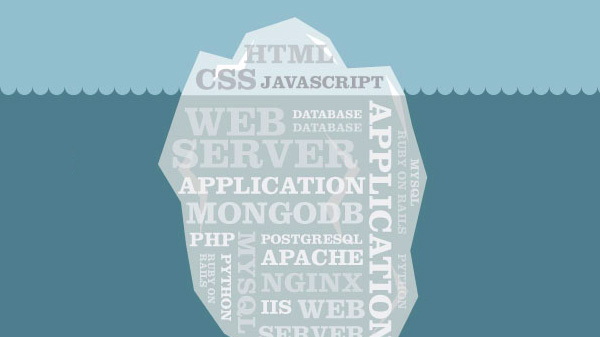 HTML
CSS JAVASCRIPT
WEB
SERVER
DATABASE
DATABASE
APPLICATION
MONGODB
PHP
RUBY ON
RAILS
PYTHON
MYSQL
POSTGRESQL
APACHE
NGINX
IIS WEB
SERVER
APPLICATION
RUBY ON RAILS
MYSQL
PYTHON